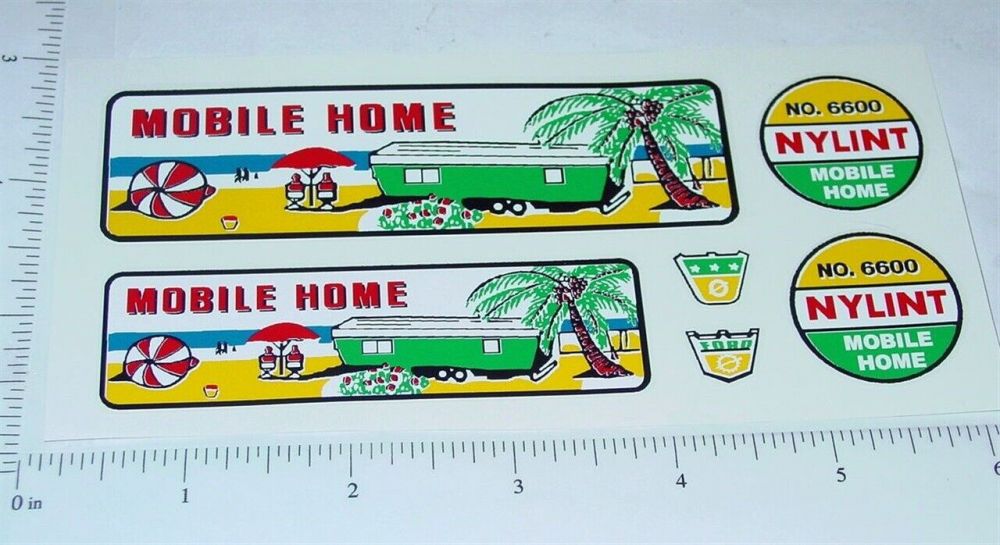 MOBILE HOME
NO. 6600
NYLINT
MOBILE
HOME
MOBILE HOME
FORD
NO. 6600
NYLINT
MOBILE
HOME
3
0 in
1
2
3
4
5
6